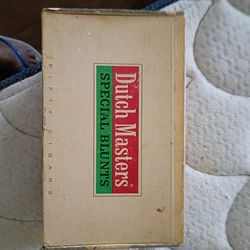 Dutch Masters®
SPECIAL BLUNTS
FIFTY CIGARS